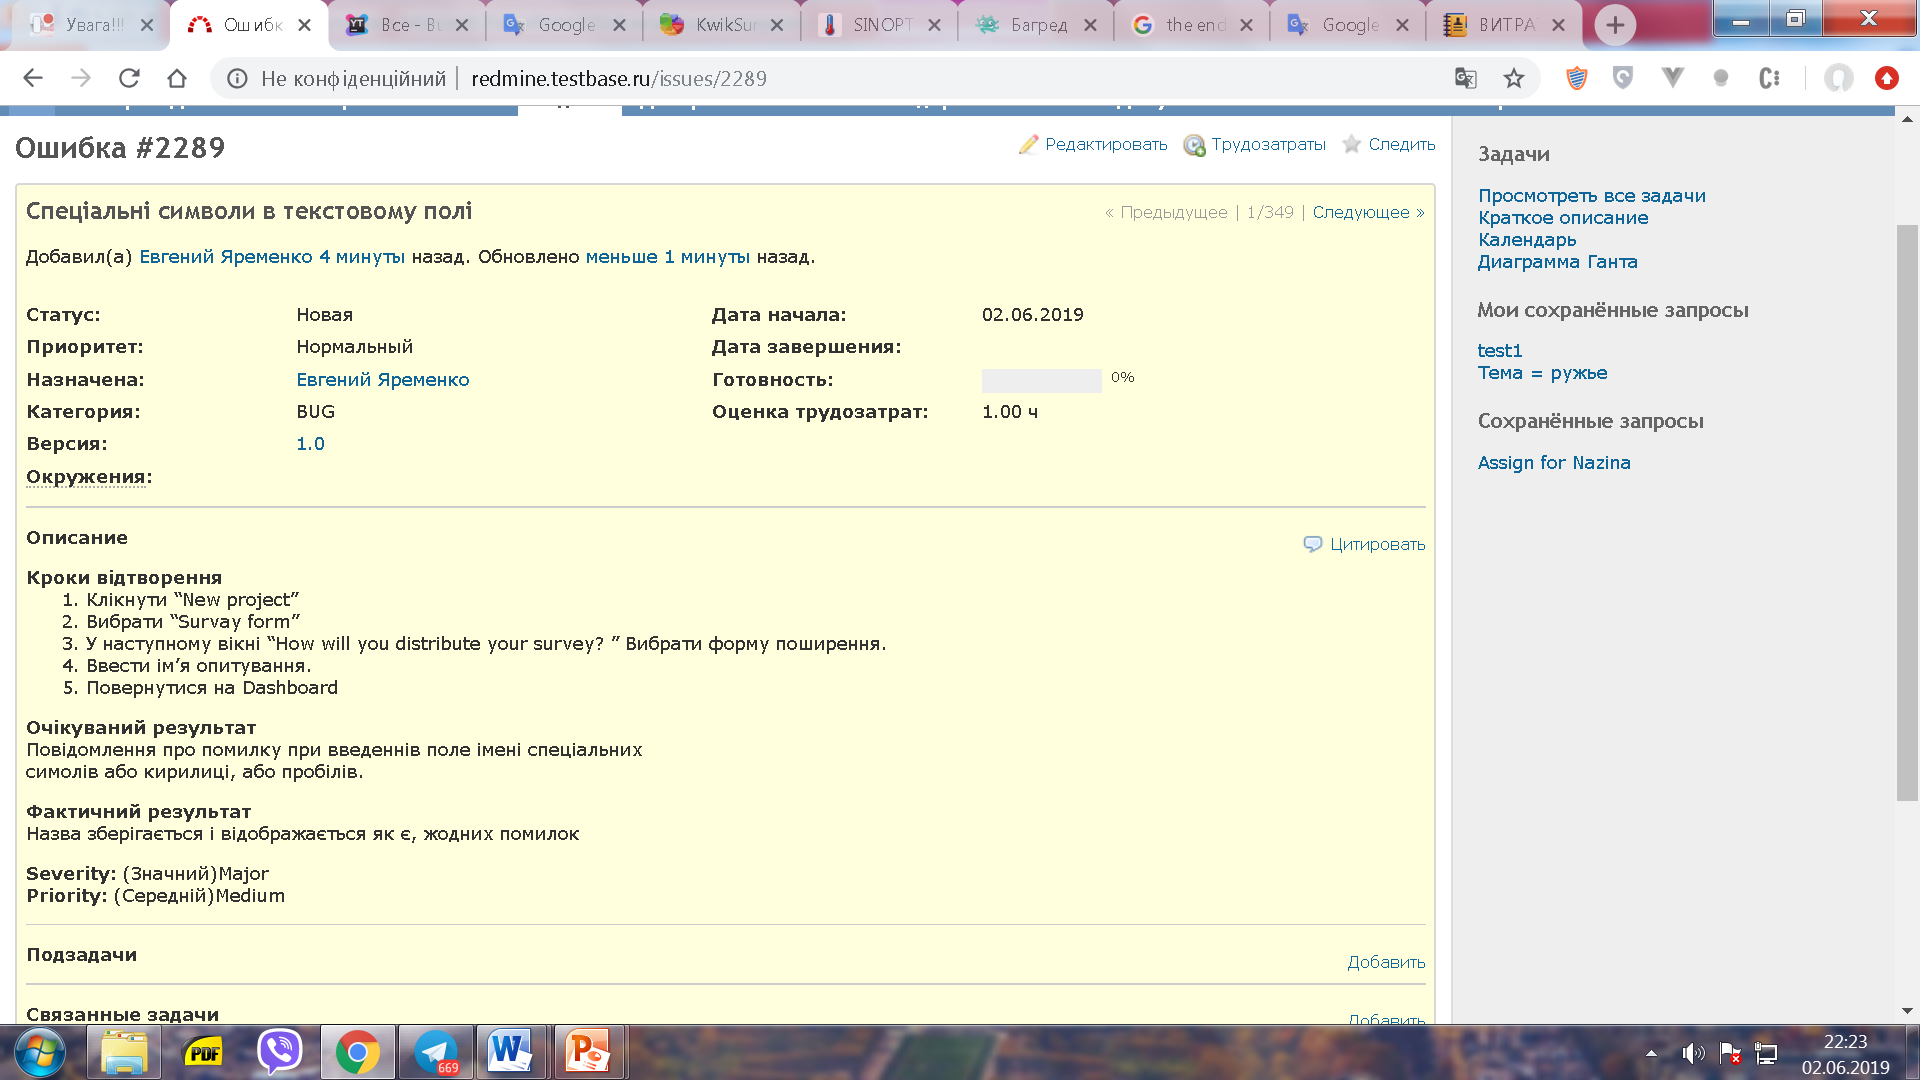 Увага!!!
Ошибк
Все - Bu
Google
KwikSur
SINOPT
Багред
the end
Google
ВИТРА
Не конфіденційний | redmine.testbase.ru/issues/2289
Ошибка #2289
Редактировать Трудозатраты Следить
Спеціальні символи в текстовому полі
« Предыдущее | 1/349 | Следующее »
Добавил(а) Евгений Яременко 4 минуты назад. Обновлено меньше 1 минуты назад.
Статус: Новая Дата начала: 02.06.2019
Приоритет: Нормальный Дата завершения:
Назначена: Евгений Яременко Готовность: 0%
Категория: BUG Оценка трудозатрат: 1.00 ч
Версия: 1.0
Окружения:
Описание
Цитировать
Кроки відтворення
1. Клікнути “New project”
2. Вибрати “Survay form”
3. У наступному вікні “How will you distribute your survey? ” Вибрати форму поширення.
4. Ввести ім’я опитування.
5. Повернутися на Dashboard
Очікуваний результат
Повідомлення про помилку при введеннів поле імені спеціальних
симолів або кирилиці, або пробілів.
Фактичний результат
Назва зберігається і відображається як є, жодних помилок
Severity: (Значний)Major
Priority: (Середній)Medium
Подзадачи
Добавить
Связанные задачи
Добавить
Задачи
Просмотреть все задачи
Краткое описание
Календарь
Диаграмма Ганта
Мои сохранённые запросы
test1
Тема = ружье
Сохранённые запросы
Assign for Nazina
PDF
669
22:23
02.06.2019